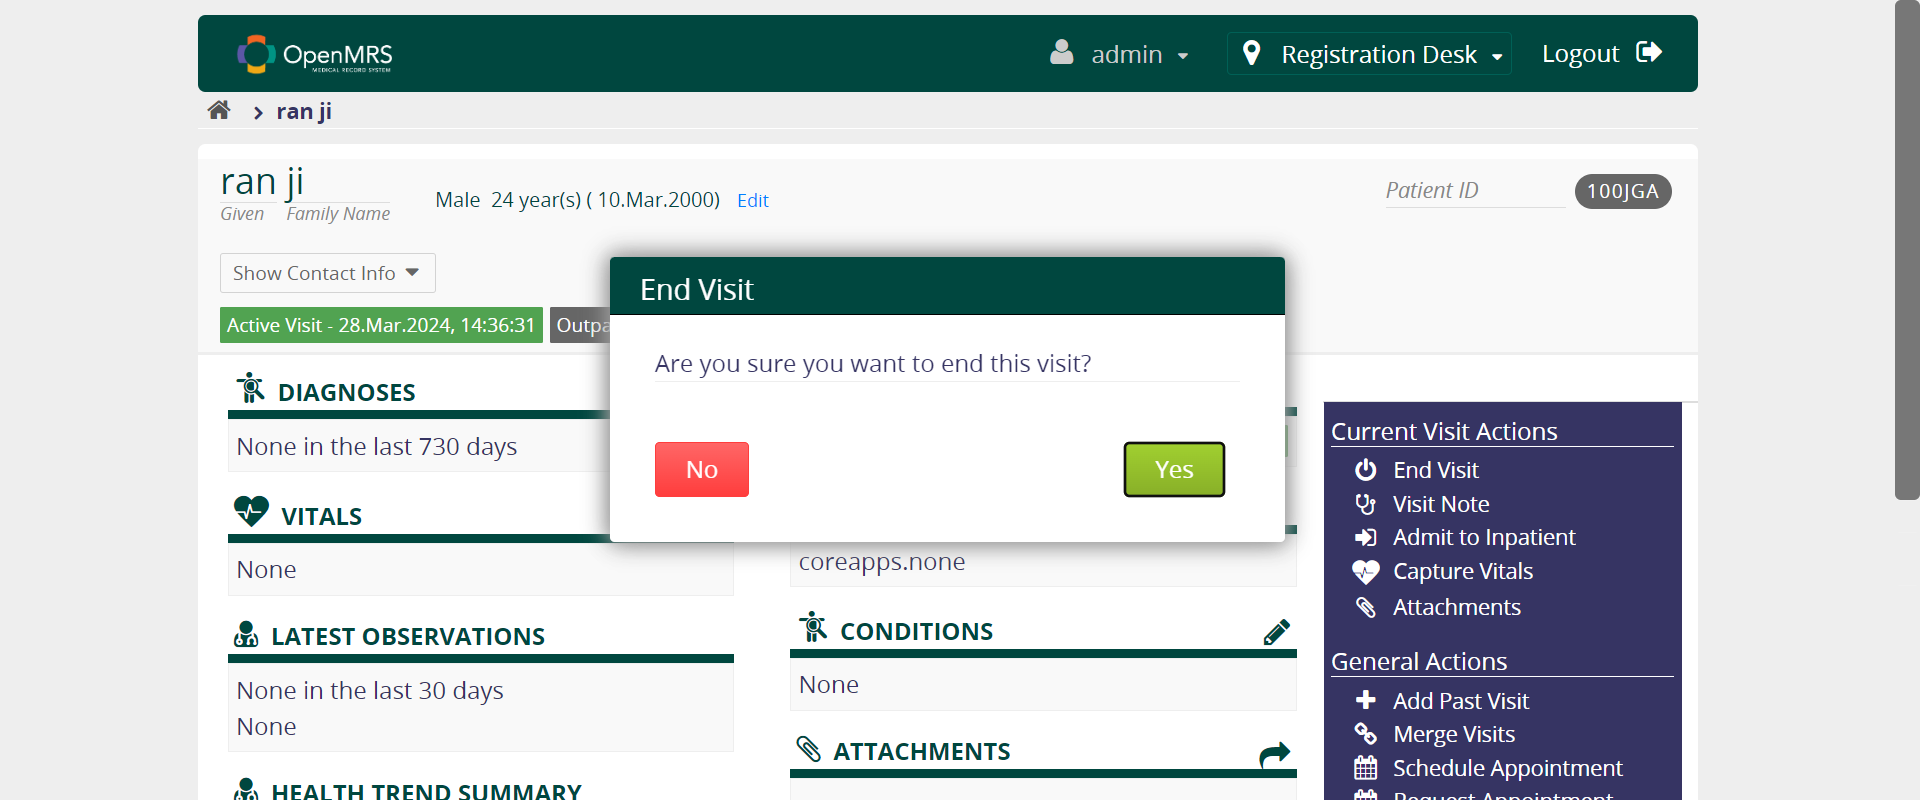 OpenMRS
MEDICAL RECORD SYSTEM
admin
Registration Desk
Logout
ran ji
ran ji
Given Family Name
Male 24 year(s) ( 10.Mar.2000) Edit
Patient ID
100JGA
Show Contact Info
Active Visit - 28.Mar.2024, 14:36:31
Outpa
End Visit
Are you sure you want to end this visit?
No
Yes
DIAGNOSES
None in the last 730 days
VITALS
None
LATEST OBSERVATIONS
None in the last 30 days
None
HEALTH TREND SUMMARY
coreapps.none
CONDITIONS
None
ATTACHMENTS
Current Visit Actions
End Visit
Visit Note
Admit to Inpatient
Capture Vitals
Attachments
General Actions
Add Past Visit
Merge Visits
Schedule Appointment
Request Appointment